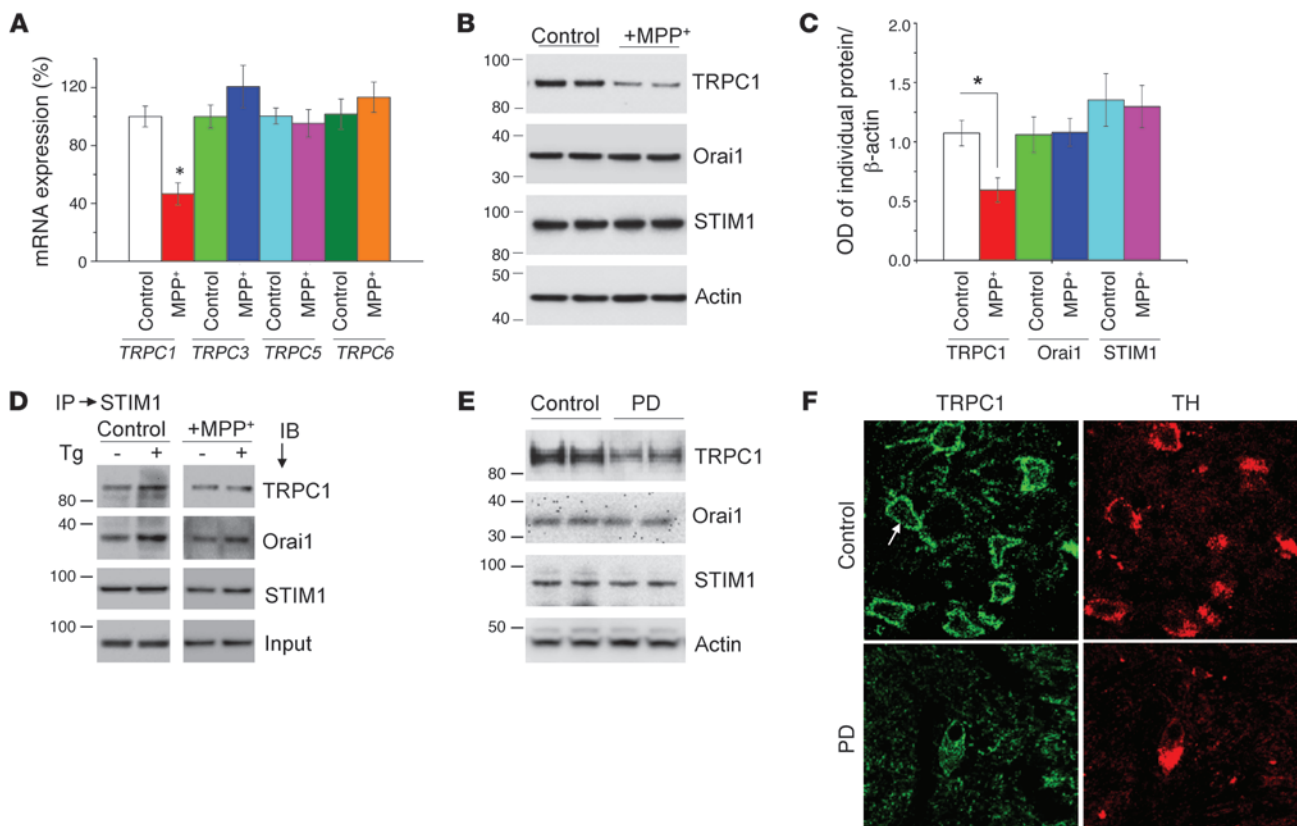 A
mRNA expression (%)
120
80
40
0
Control
MPP⁺
Control
MPP⁺
Control
MPP⁺
Control
MPP⁺
TRPC1 TRPC3 TRPC5 TRPC6
B
Control +MPP⁺
100
80
TRPC1
40
30
Orai1
100
80
STIM1
50
40
Actin
C
OD of individual protein/
β-actin
2.0
1.5
1.0
0.5
0.0
*
*
Control
MPP⁺
Control
MPP⁺
Control
MPP⁺
TRPC1 Orai1 STIM1
D
IP → STIM1
Control +MPP⁺ IB
Tg - + - +
80
TRPC1
40
Orai1
100
STIM1
100
Input
E
Control PD
80
TRPC1
40
30
Orai1
100
80
STIM1
50
Actin
F
TRPC1 TH
Control
PD